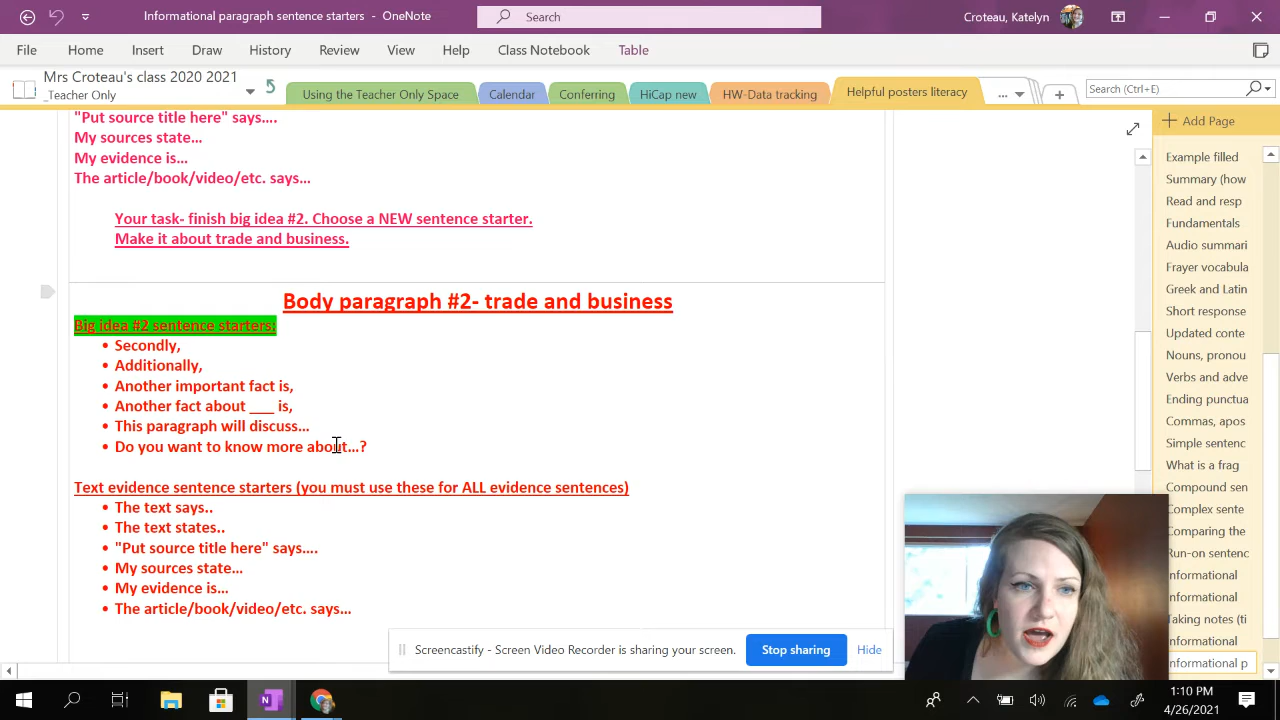 Informational paragraph sentence starters - OneNote
Search
Croteau, Katelyn
File Home Insert Draw History Review View Help Class Notebook Table
Mrs Croteau's class 2020 2021
_Teacher Only
Using the Teacher Only Space
Calendar
Conferring
HiCap new
HW-Data tracking
Helpful posters literacy
...
Search (Ctrl+E)
"Put source title here" says….
My sources state…
My evidence is…
The article/book/video/etc. says…
Your task- finish big idea #2. Choose a NEW sentence starter.
Make it about trade and business.
Body paragraph #2- trade and business
Big idea #2 sentence starters:
• Secondly,
• Additionally,
• Another important fact is,
• Another fact about ___ is,
• This paragraph will discuss…
• Do you want to know more about…?
Text evidence sentence starters (you must use these for ALL evidence sentences)
• The text says..
• The text states..
• "Put source title here" says….
• My sources state…
• My evidence is…
• The article/book/video/etc. says…
Add Page
Example filled
Summary (how
Read and resp
Fundamentals
Audio summari
Frayer vocabula
Greek and Latin
Short response
Updated conte
Nouns, pronou
Verbs and adve
Ending punctua
Commas, apos
Simple sentenc
What is a frag
Compound sen
Complex sente
Comparing the
Run-on sentenc
Informational
Informational
Taking notes (ti
Informational
Informational p
Screencastify - Screen Video Recorder is sharing your screen.
Stop sharing
Hide
1:10 PM
4/26/2021